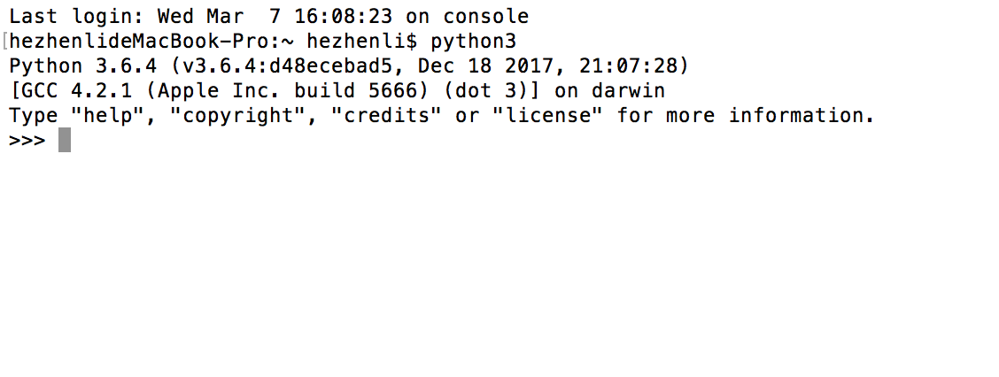 Last login: Wed Mar  7 16:08:23 on console
[hezhenlideMacBook-Pro:~ hezhenli$ python3
Python 3.6.4 (v3.6.4:d48ecebad5, Dec 18 2017, 21:07:28)
[GCC 4.2.1 (Apple Inc. build 5666) (dot 3)] on darwin
Type "help", "copyright", "credits" or "license" for more information.
>>>